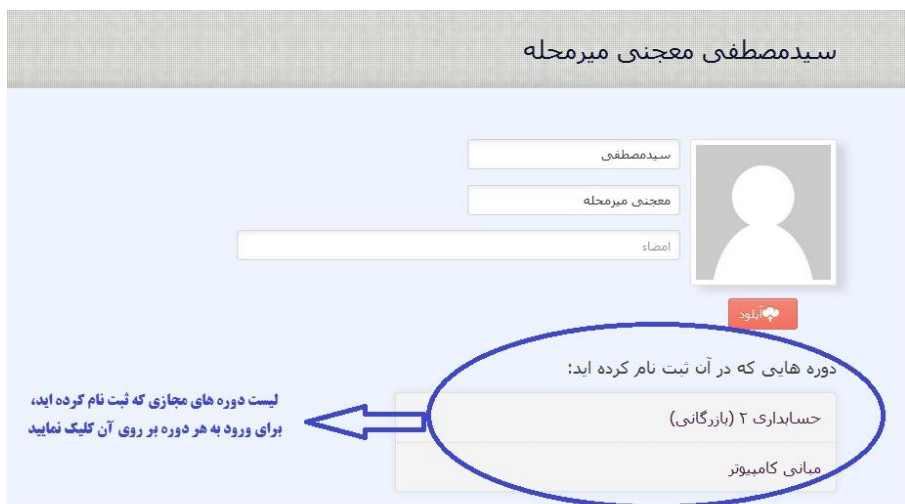 سیدمصطفی معجنی میرمحله
سیدمصطفی
معجنی میرمحله
امضاء
آپلود
دوره هایی که در آن ثبت نام کرده اید:
حسابداری ۲ (بازرگانی)
مبانی کامپیوتر
لیست دوره های مجازی که ثبت نام کرده اید،
برای ورود به هر دوره بر روی آن کلیک نمایید